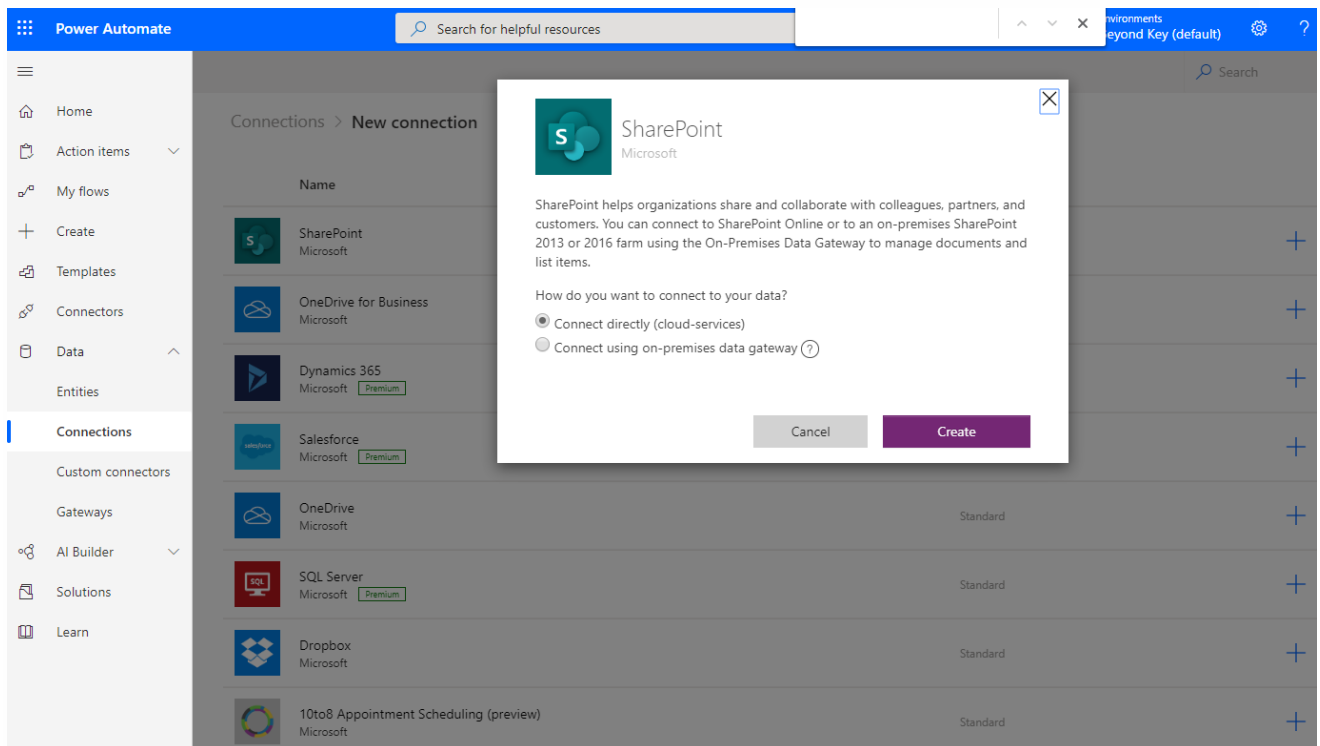 Power Automate
Search for helpful resources
nvironments
eyond Key (default)
?
Search
Home
Action items
My flows
Create
Templates
Connectors
Data
Entities
Connections
Custom connectors
Gateways
AI Builder
Solutions
Learn
Connections > New connection
Name
SharePoint
Microsoft
OneDrive for Business
Microsoft
Dynamics 365
Microsoft Premium
salesforce
Salesforce
Microsoft Premium
OneDrive
Microsoft
Standard
SQL
SQL Server
Microsoft Premium
Standard
Dropbox
Microsoft
Standard
10to8 Appointment Scheduling (preview)
Microsoft
Standard
S
SharePoint
Microsoft
SharePoint helps organizations share and collaborate with colleagues, partners, and
customers. You can connect to SharePoint Online or to an on-premises SharePoint
2013 or 2016 farm using the On-Premises Data Gateway to manage documents and
list items.
How do you want to connect to your data?
Connect directly (cloud-services)
Connect using on-premises data gateway ?
Cancel
Create